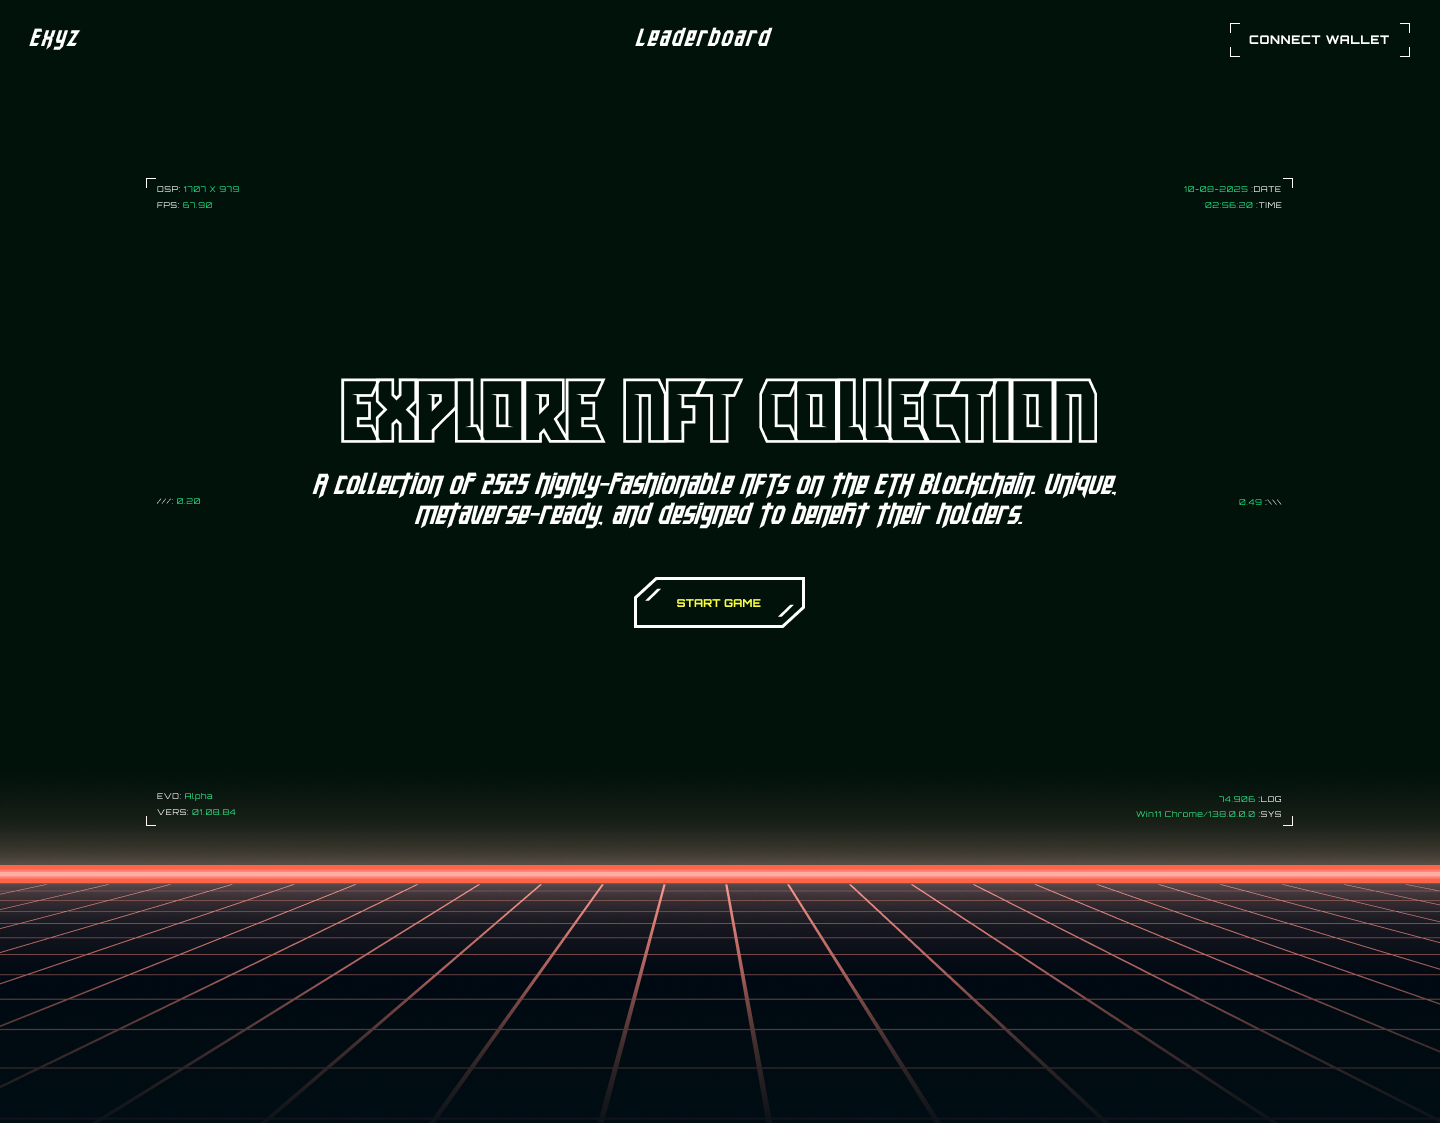 Exyz
Leaderboard
CONNECT WALLET
DSP: 1707 X 979
10-08-2025 :DATE
FPS: 67.90
02:56:20 :TIME
EXPLORE NFT COLLECTION
A collection of 2525 highly-fashionable NFTs on the ETH Blockchain. Unique,
metaverse-ready, and designed to benefit their holders.
///: 0.20
0.49 :\\\
START GAME
EVO: Alpha
74.906 :LOG
VERS: 01.08.84
Win11 Chrome/138.0.0.0 :SYS